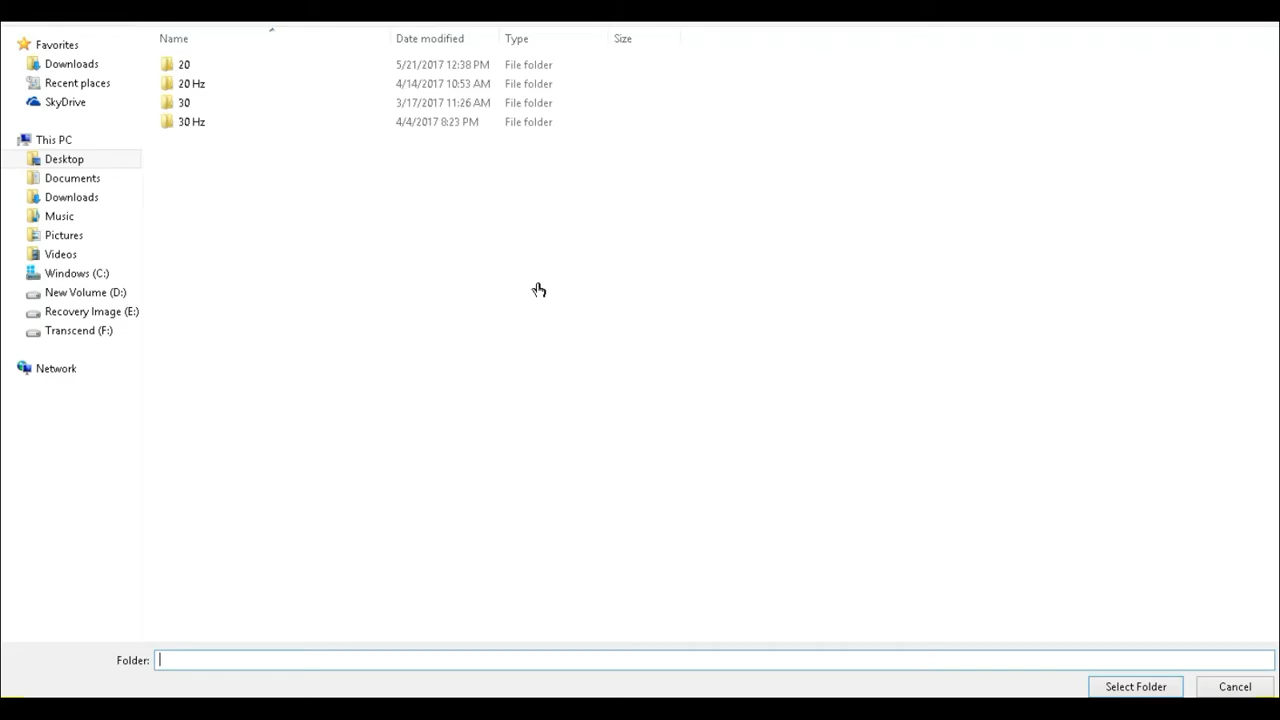 Name Date modified Type Size
Favorites
Downloads
Recent places
SkyDrive
This PC
Desktop
Documents
Downloads
Music
Pictures
Videos
Windows (C:)
New Volume (D:)
Recovery Image (E:)
Transcend (F:)
Network
20 5/21/2017 12:38 PM File folder
20 Hz 4/14/2017 10:53 AM File folder
30 3/17/2017 11:26 AM File folder
30 Hz 4/4/2017 8:23 PM File folder
Folder:
Select Folder Cancel